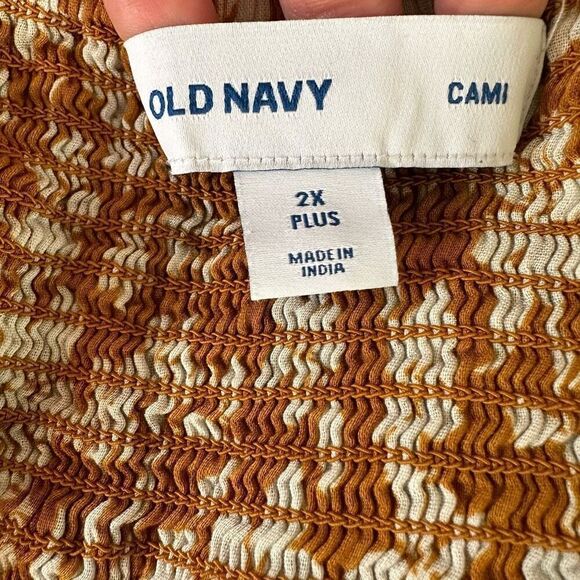 OLD NAVY CAMI
2X
PLUS
MADE IN
INDIA